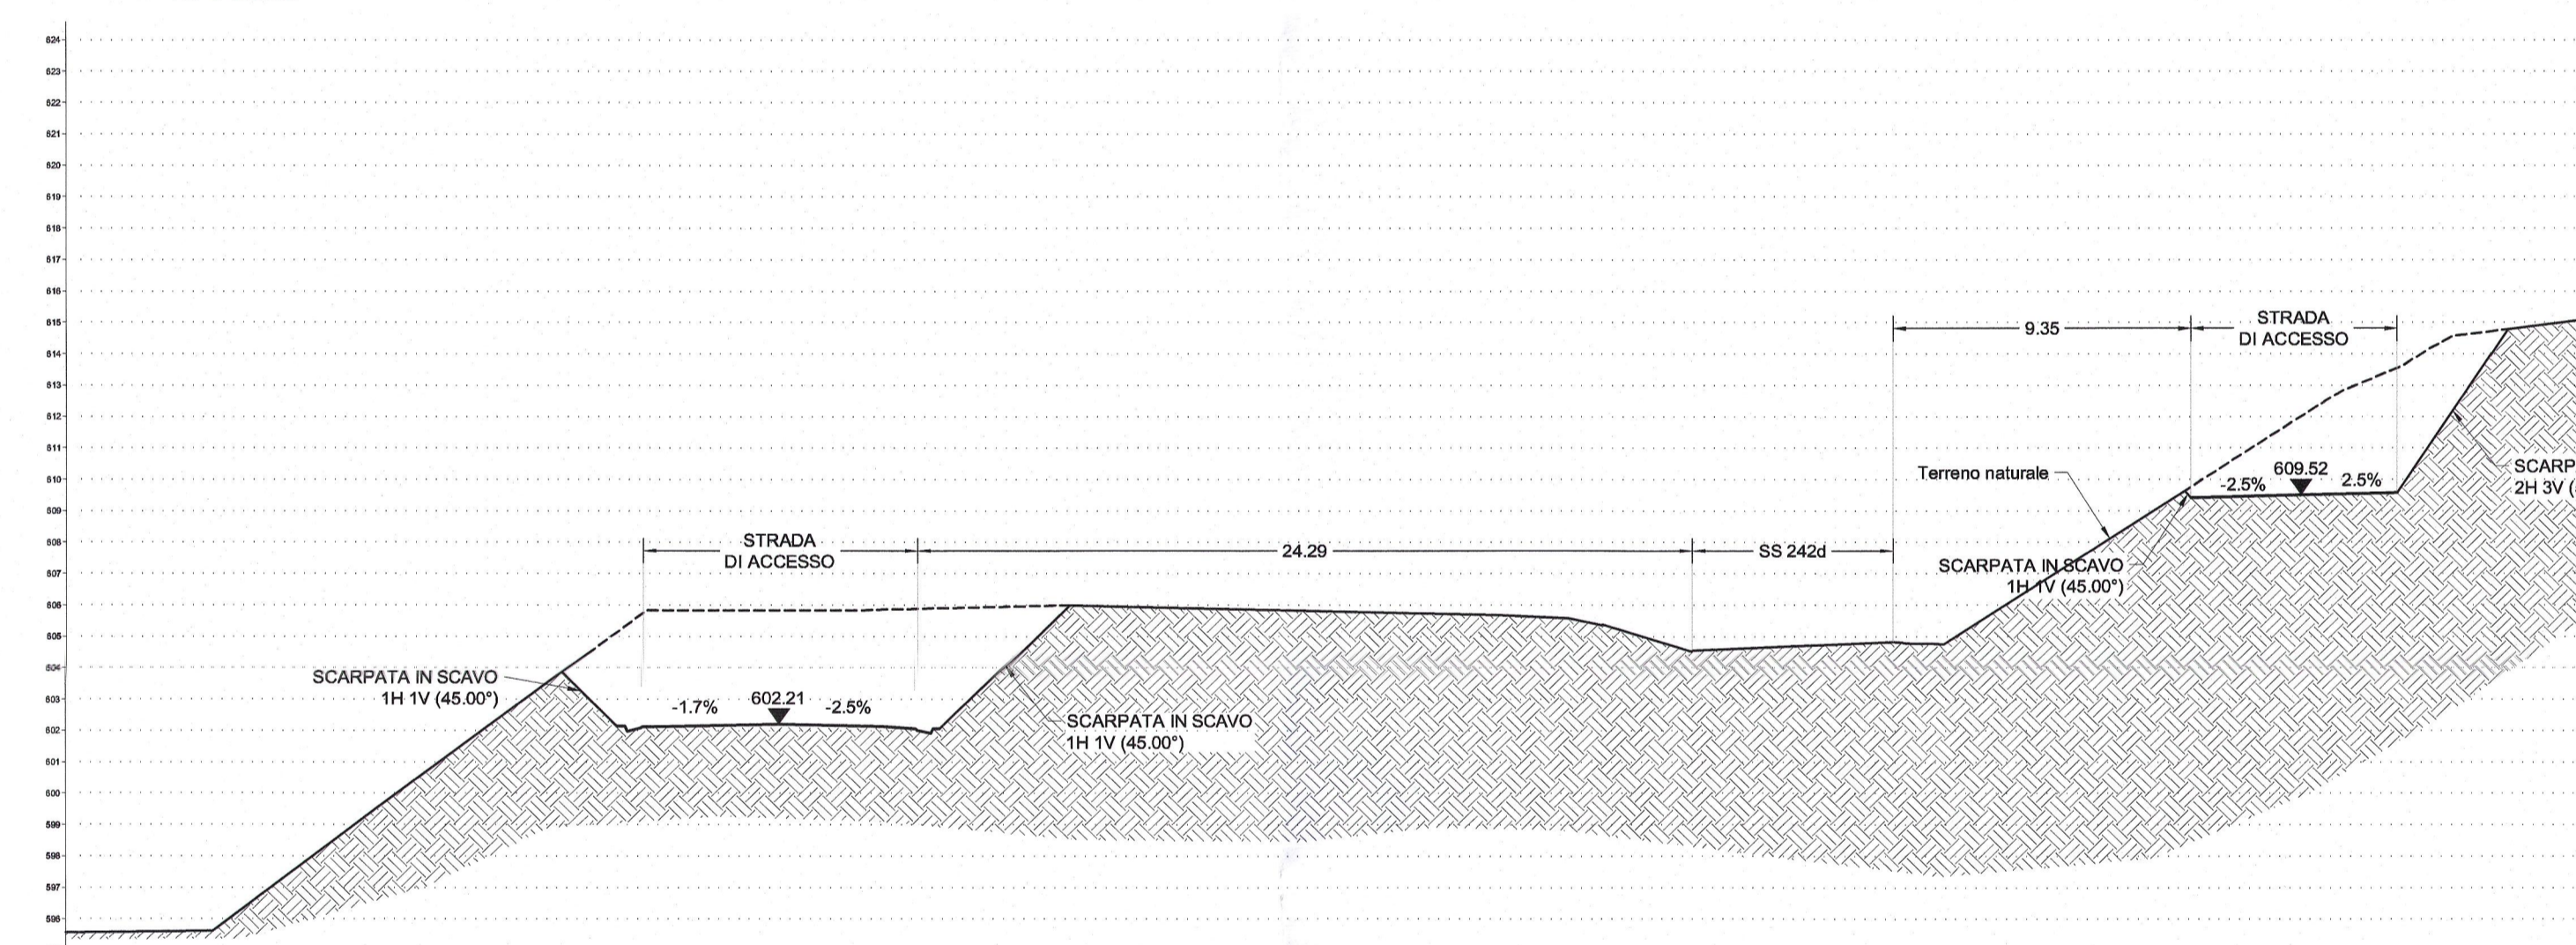 624
623
622
621
620
619
618
617
616
615
614
613
612
611
610
609
608
607
606
605
604
603
602
601
600
599
598
597
596
STRADA
DI ACCESSO
9.35
Terreno naturale
-2.5%
609.52
2.5%
SCARP
2H 3V (
STRADA
DI ACCESSO
24.29
SS 242d
SCARPATA IN SCAVO
1H 1V (45.00°)
SCARPATA IN SCAVO
1H 1V (45.00°)
-1.7%
602.21
-2.5%
SCARPATA IN SCAVO
1H 1V (45.00°)